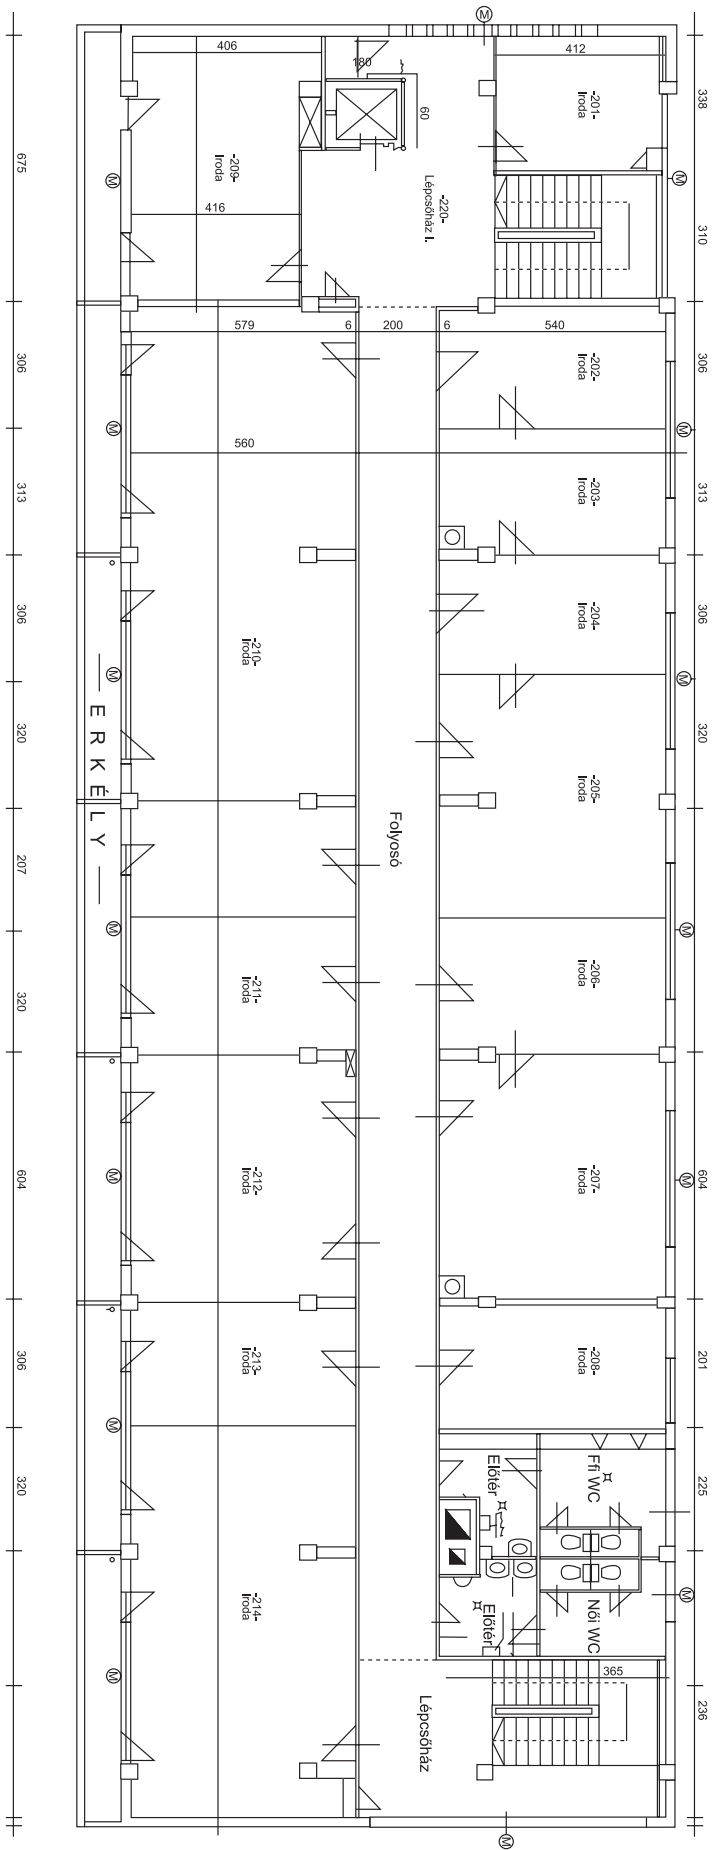 M
406
180
60
412
-201-
Iroda
338
675
-209-
Iroda
M
416
-220-
Lépcsőház I.
M
310
579
6
200
6
540
306
-202-
Iroda
306
M
M
560
313
-203-
Iroda
313
306
-210-
Iroda
-204-
Iroda
306
M
M
ERKÉLY
320
-205-
Iroda
320
Folyosó
207
M
M
-206-
Iroda
320
-211-
Iroda
604
-212-
Iroda
M
-207-
Iroda
M
604
306
-213-
Iroda
-208-
Iroda
201
M
320
Előtér
Ffi WC
225
-214-
Iroda
Előtér
Női WC
M
M
365
Lépcsőház
236
M